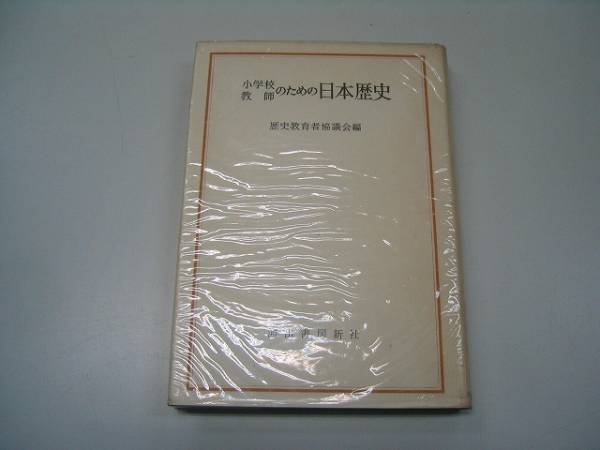 小学校教師のための日本歴史
歴史教育者協議会編
河出書房新社